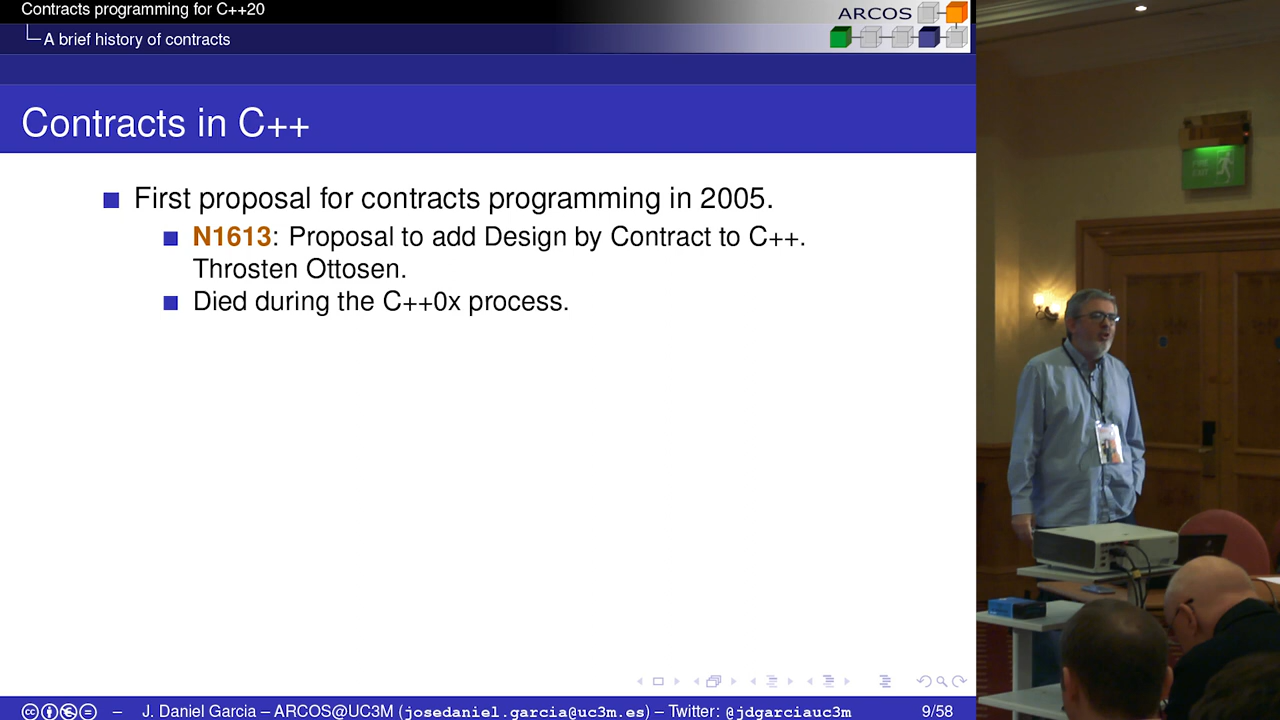 Contracts programming for C++20
A brief history of contracts
ARCOS
Contracts in C++
First proposal for contracts programming in 2005.
N1613: Proposal to add Design by Contract to C++.
Throsten Ottosen.
Died during the C++0x process.
J. Daniel Garcia – ARCOS@UC3M (josedaniel.garcia@uc3m.es) – Twitter: @jdgarciauc3m
9/58
FIRE
EXIT